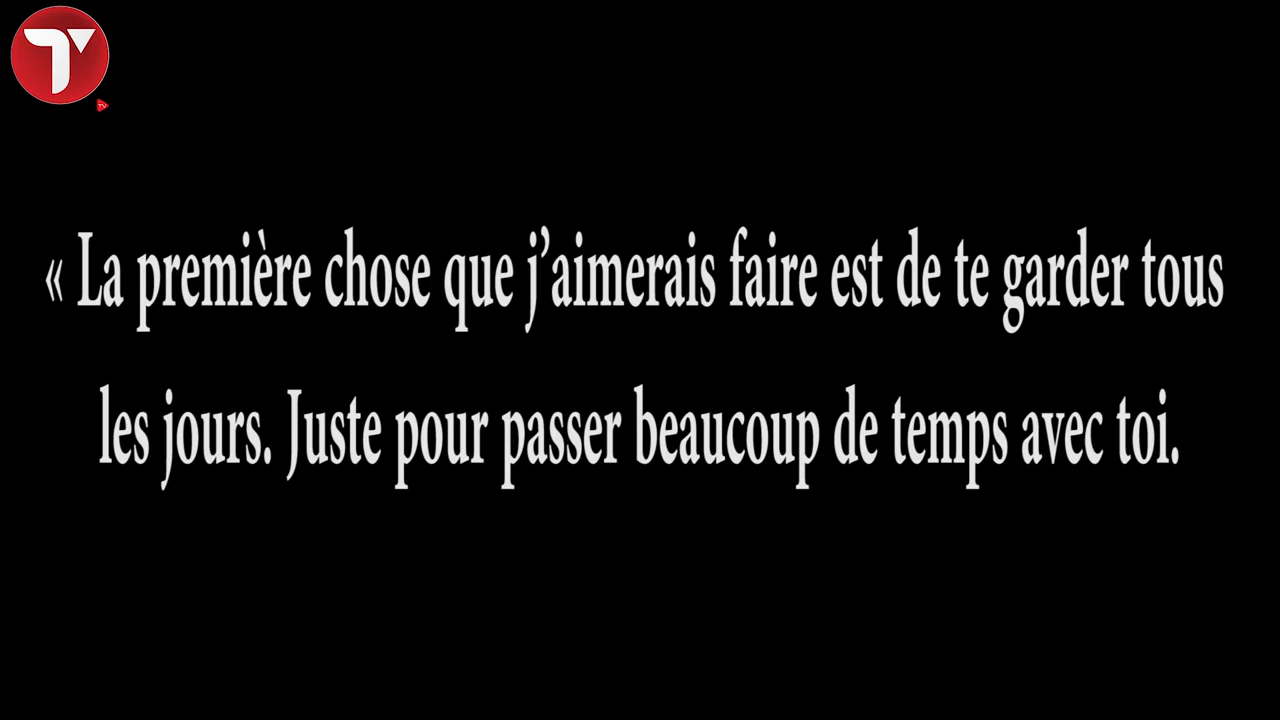 TV
« La première chose que j’aimerais faire est de te garder tous
les jours. Juste pour passer beaucoup de temps avec toi.